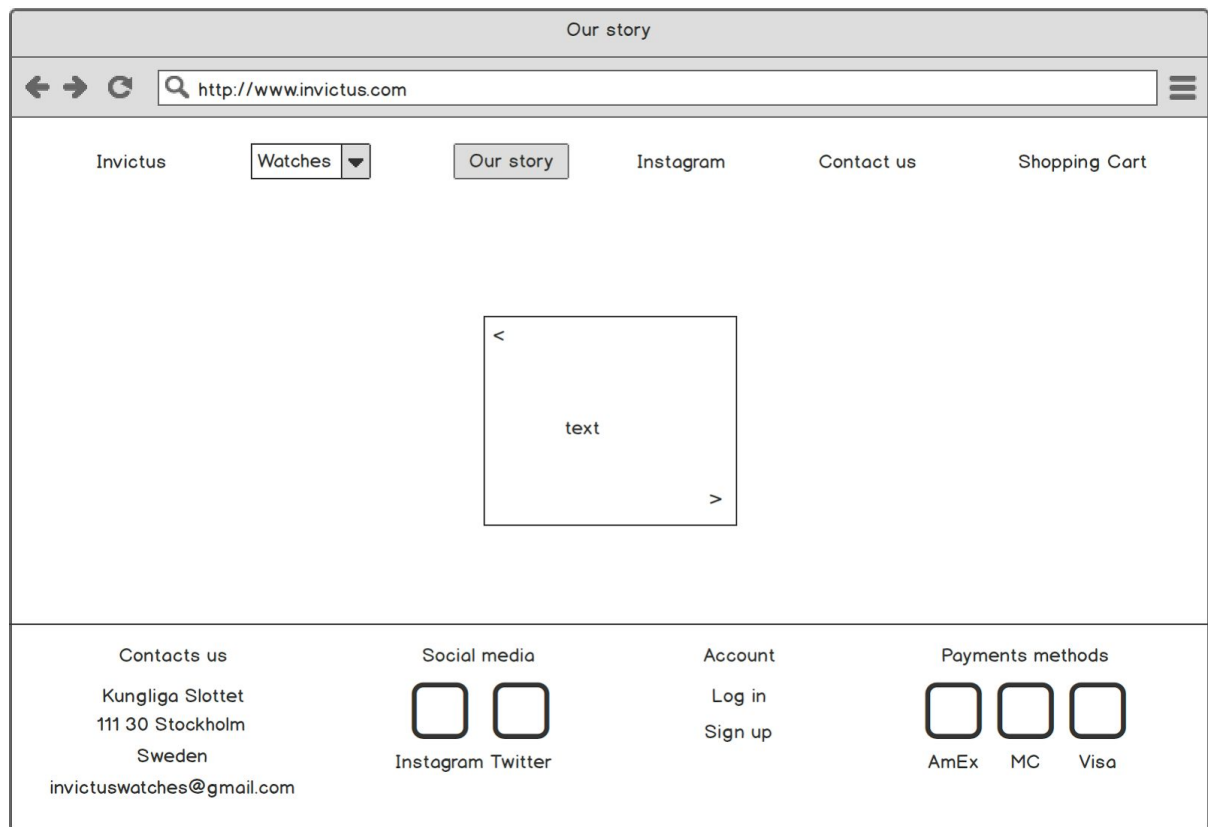 Our story
http://www.invictus.com
Invictus
Watches
Our story
Instagram
Contact us
Shopping Cart
<
text
>
Contacts us
Kungliga Slottet
111 30 Stockholm
Sweden
invictuswatches@gmail.com
Social media
Instagram Twitter
Account
Log in
Sign up
Payments methods
AmEx MC Visa